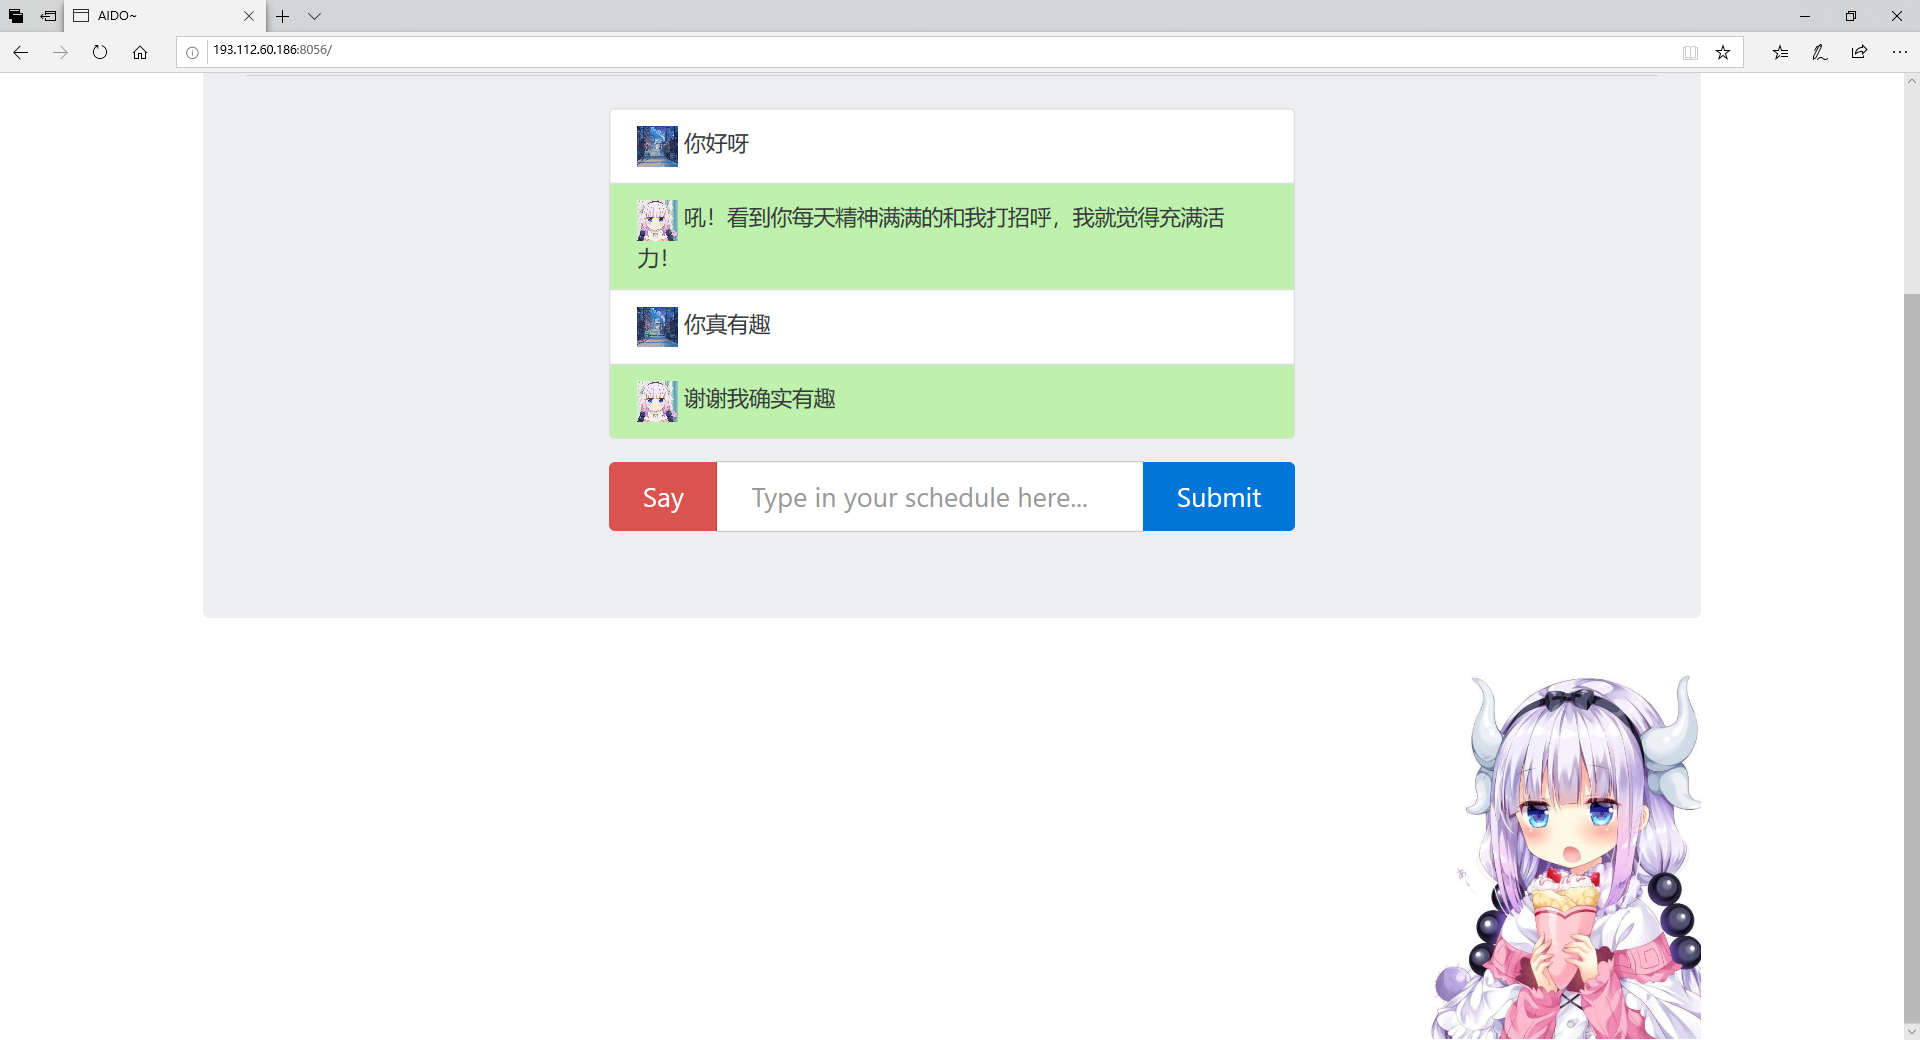 AIDO~
193.112.60.186:8056/
你好呀
吼！看到你每天精神满满的和我打招呼，我就觉得充满活
力！
你真有趣
谢谢我确实有趣
Say
Type in your schedule here...
Submit
あ